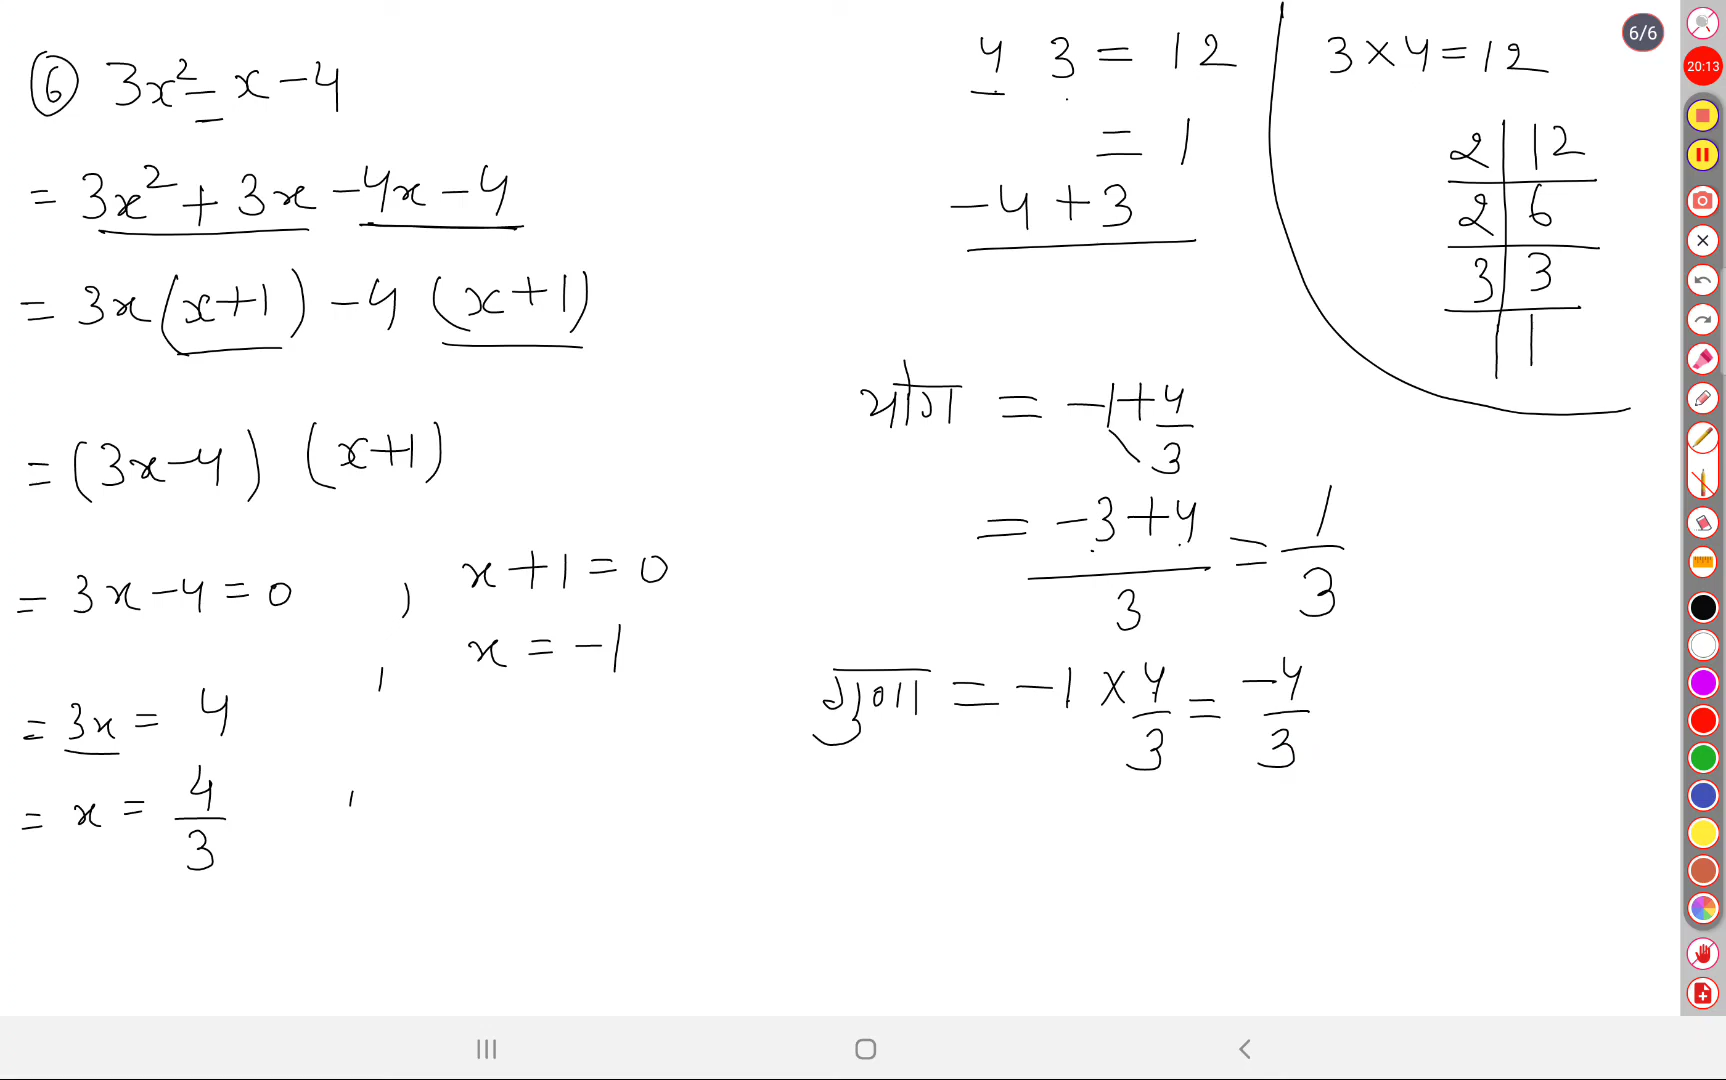 ⑥ 3x² - x - 4
= 3x² + 3x - 4x - 4
= 3x (x+1) - 4 (x+1)
= (3x-4) (x+1)
= 3x - 4 = 0 , x + 1 = 0
, x = -1
= 3x = 4
= x = 4/3 ,
4 3 = 12
= 1
-4 + 3
3 × 4 = 12
2 | 12
2 | 6
3 | 3
| 1
योग = -1 + 4/3
= (-3+4)/3 = 1/3
गुणा = -1 × 4/3 = -4/3
6/6
20:13